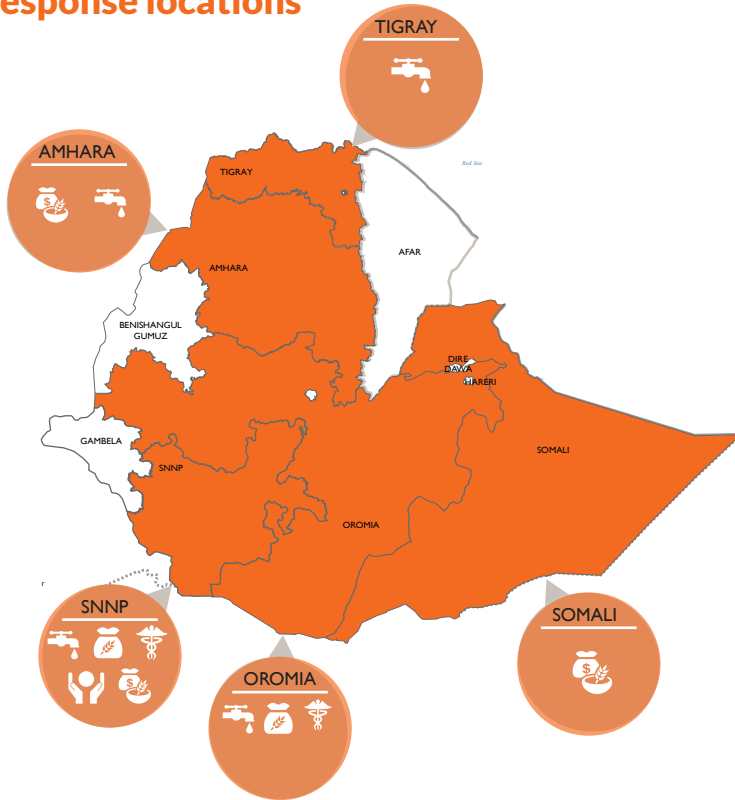 esponse locations
TIGRAY
AMHARA
Red Sea
TIGRAY
AFAR
AMHARA
BENISHANGUL
GUMUZ
DIRE
DAWA
HARERI
GAMBELA
SNNP
SOMALI
OROMIA
r
SNNP
SOMALI
OROMIA